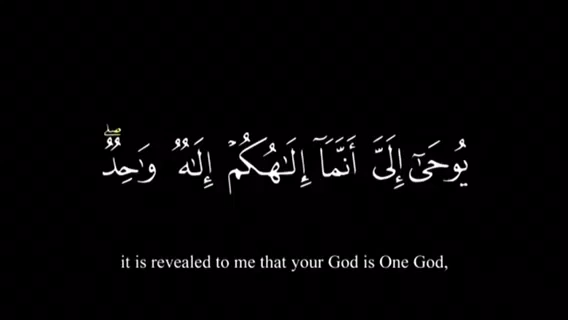 يُوحَىٰٓ إِلَىَّ أَنَّمَآ إِلَٰهُكُمۡ إِلَٰهٌ وَٰحِدٌۖ
it is revealed to me that your God is One God,